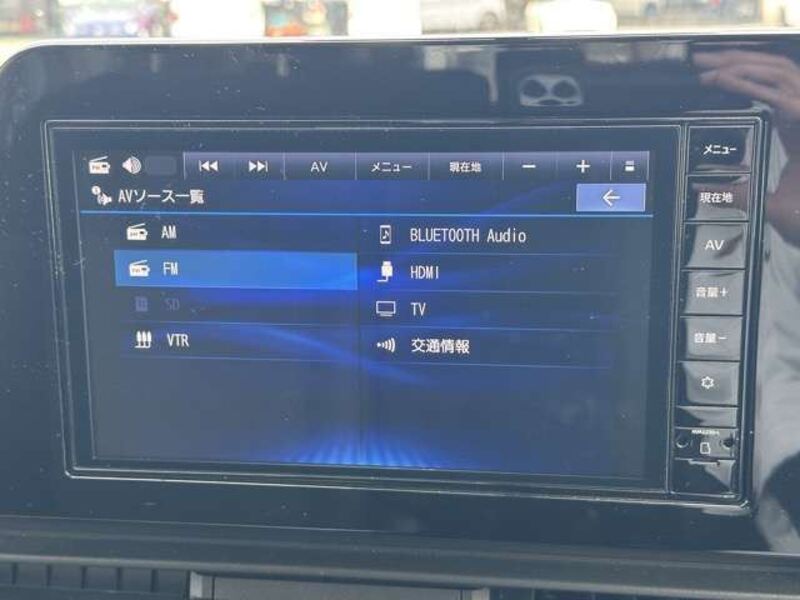 AV メニュー 現在地 − +
AVソース一覧 ←
AM
FM
SD
VTR
BLUETOOTH Audio
HDMI
TV
交通情報
メニュー
現在地
AV
音量+
音量−